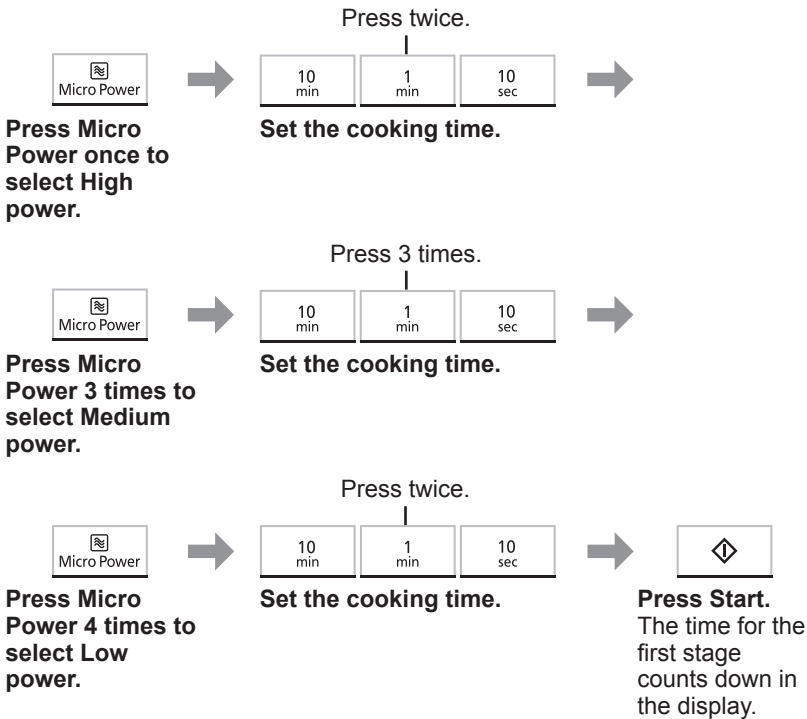 Press twice.
Micro Power
10 min
1 min
10 sec
Press Micro
Power once to
select High
power.
Set the cooking time.
Press 3 times.
Micro Power
10 min
1 min
10 sec
Press Micro
Power 3 times to
select Medium
power.
Set the cooking time.
Press twice.
Micro Power
10 min
1 min
10 sec
Press Micro
Power 4 times to
select Low
power.
Set the cooking time.
Press Start.
The time for the
first stage
counts down in
the display.